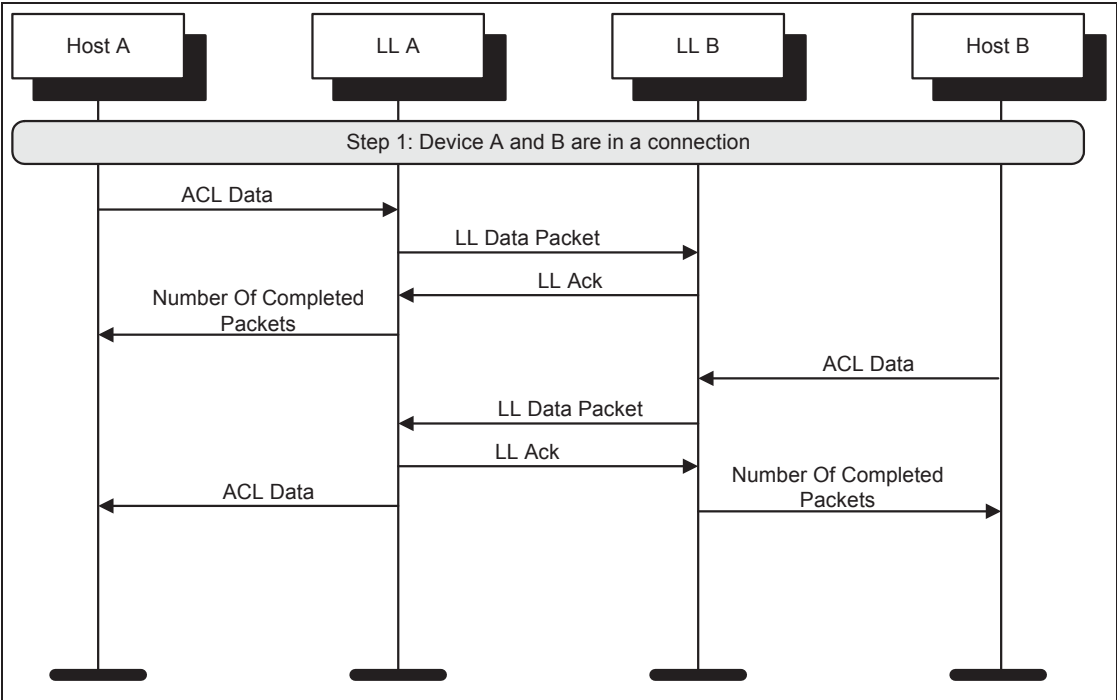 Host A
LL A
LL B
Host B
Step 1: Device A and B are in a connection
ACL Data
LL Data Packet
LL Ack
Number Of Completed
Packets
ACL Data
LL Data Packet
LL Ack
Number Of Completed
Packets
ACL Data